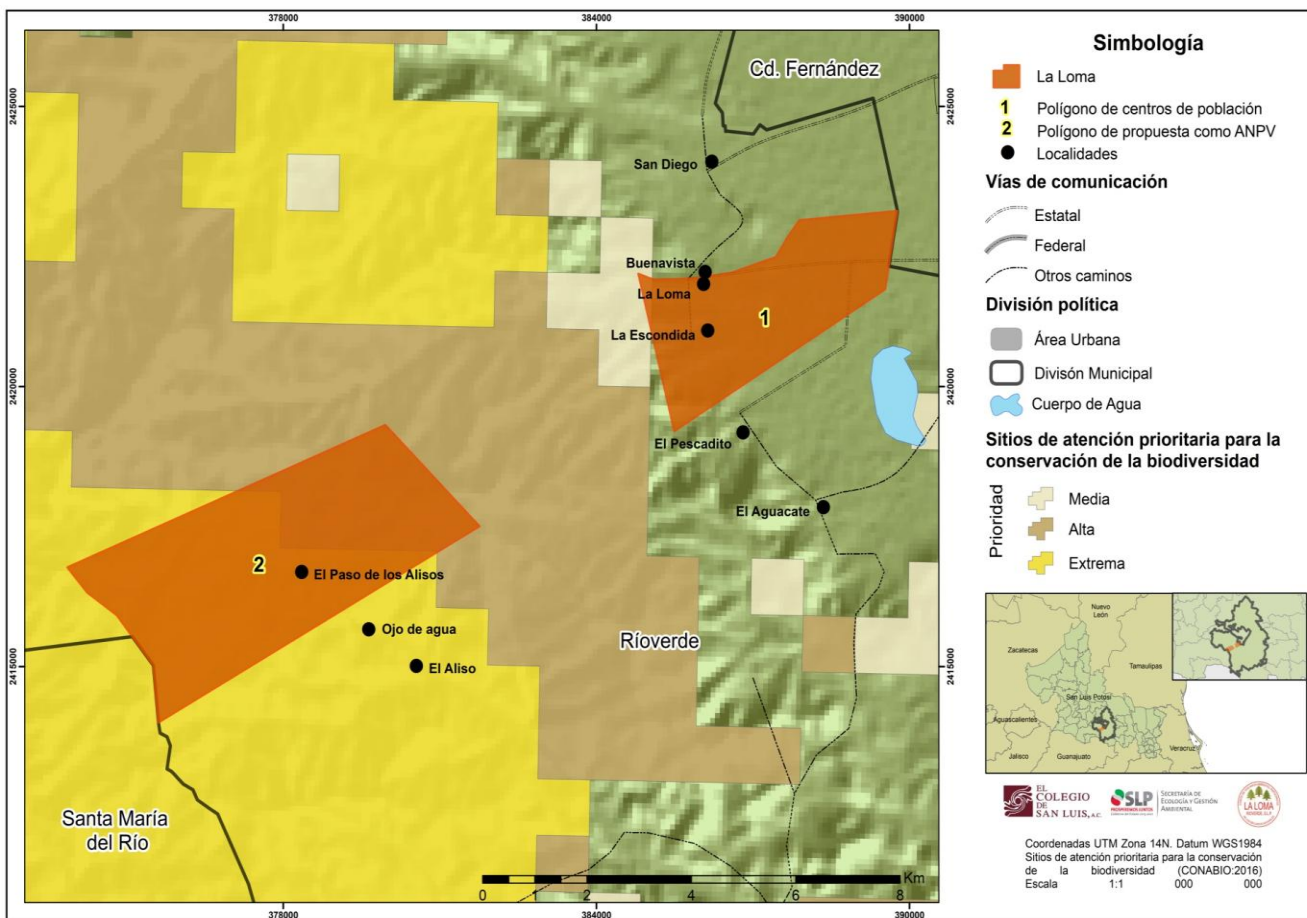 378000
384000
390000
2425000
2420000
2415000
2425000
2420000
2415000
378000
384000
390000
Cd. Fernández
San Diego
Buenavista
La Loma
La Escondida
1
El Pescadito
El Aguacate
2
El Paso de los Alisos
Ojo de agua
El Aliso
Ríoverde
Santa María
del Río
Km
0 2 4 6 8
Simbología
La Loma
1 Polígono de centros de población
2 Polígono de propuesta como ANPV
Localidades
Vías de comunicación
Estatal
Federal
Otros caminos
División política
Área Urbana
Divisón Municipal
Cuerpo de Agua
Sitios de atención prioritaria para la
conservación de la biodiversidad
Prioridad
Media
Alta
Extrema
Nuevo
León
Zacatecas
Tamaulipas
San Luis Potosí
Aguascalientes
Jalisco
Guanajuato
Veracruz
EL
COLEGIO
DE
SAN LUIS, A.C.
SLP
SECRETARÍA DE
ECOLOGÍA Y GESTIÓN
AMBIENTAL
LA LOMA
Coordenadas UTM Zona 14N. Datum WGS1984
Sitios de atención prioritaria para la conservación
de la biodiversidad (CONABIO:2016)
Escala 1:1 000 000